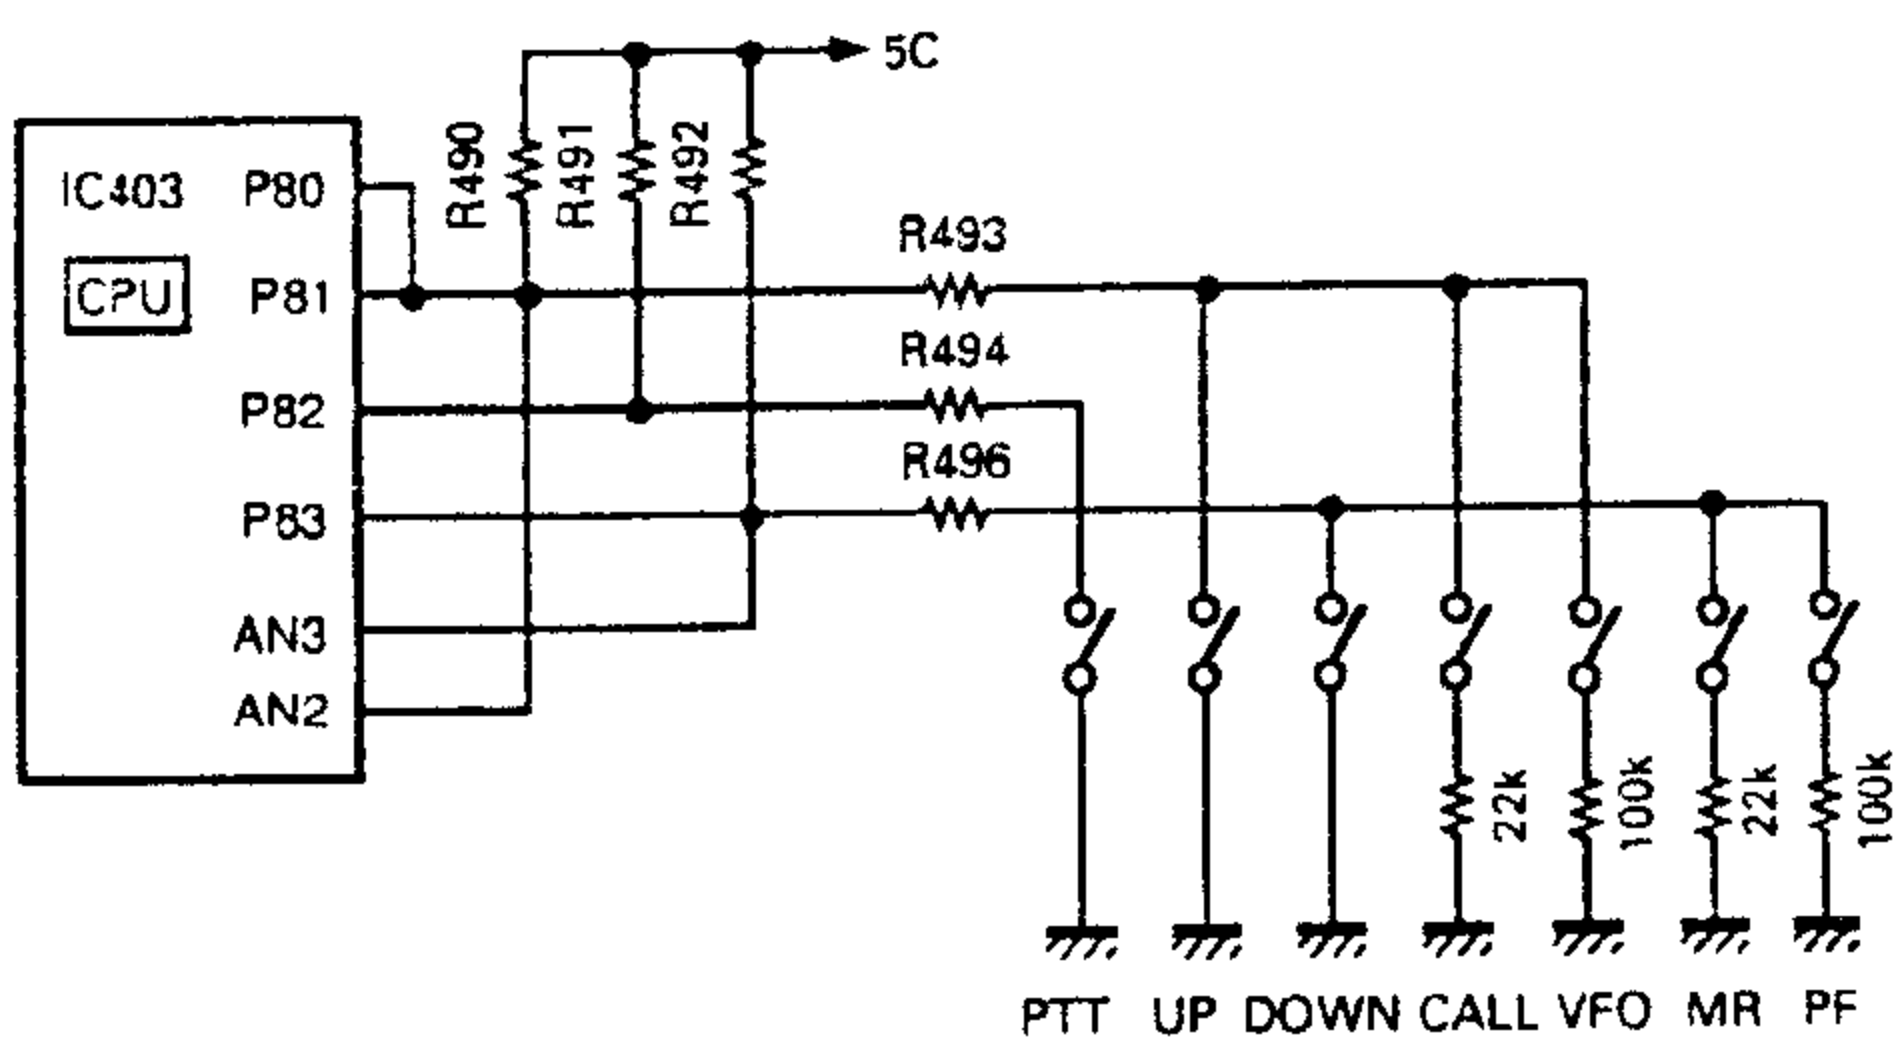 5C
R490
R491
R492
IC403
CPU
P80
P81
P82
P83
AN3
AN2
R493
R494
R496
22k
100k
22k
100k
PTT UP DOWN CALL VFO MR PF